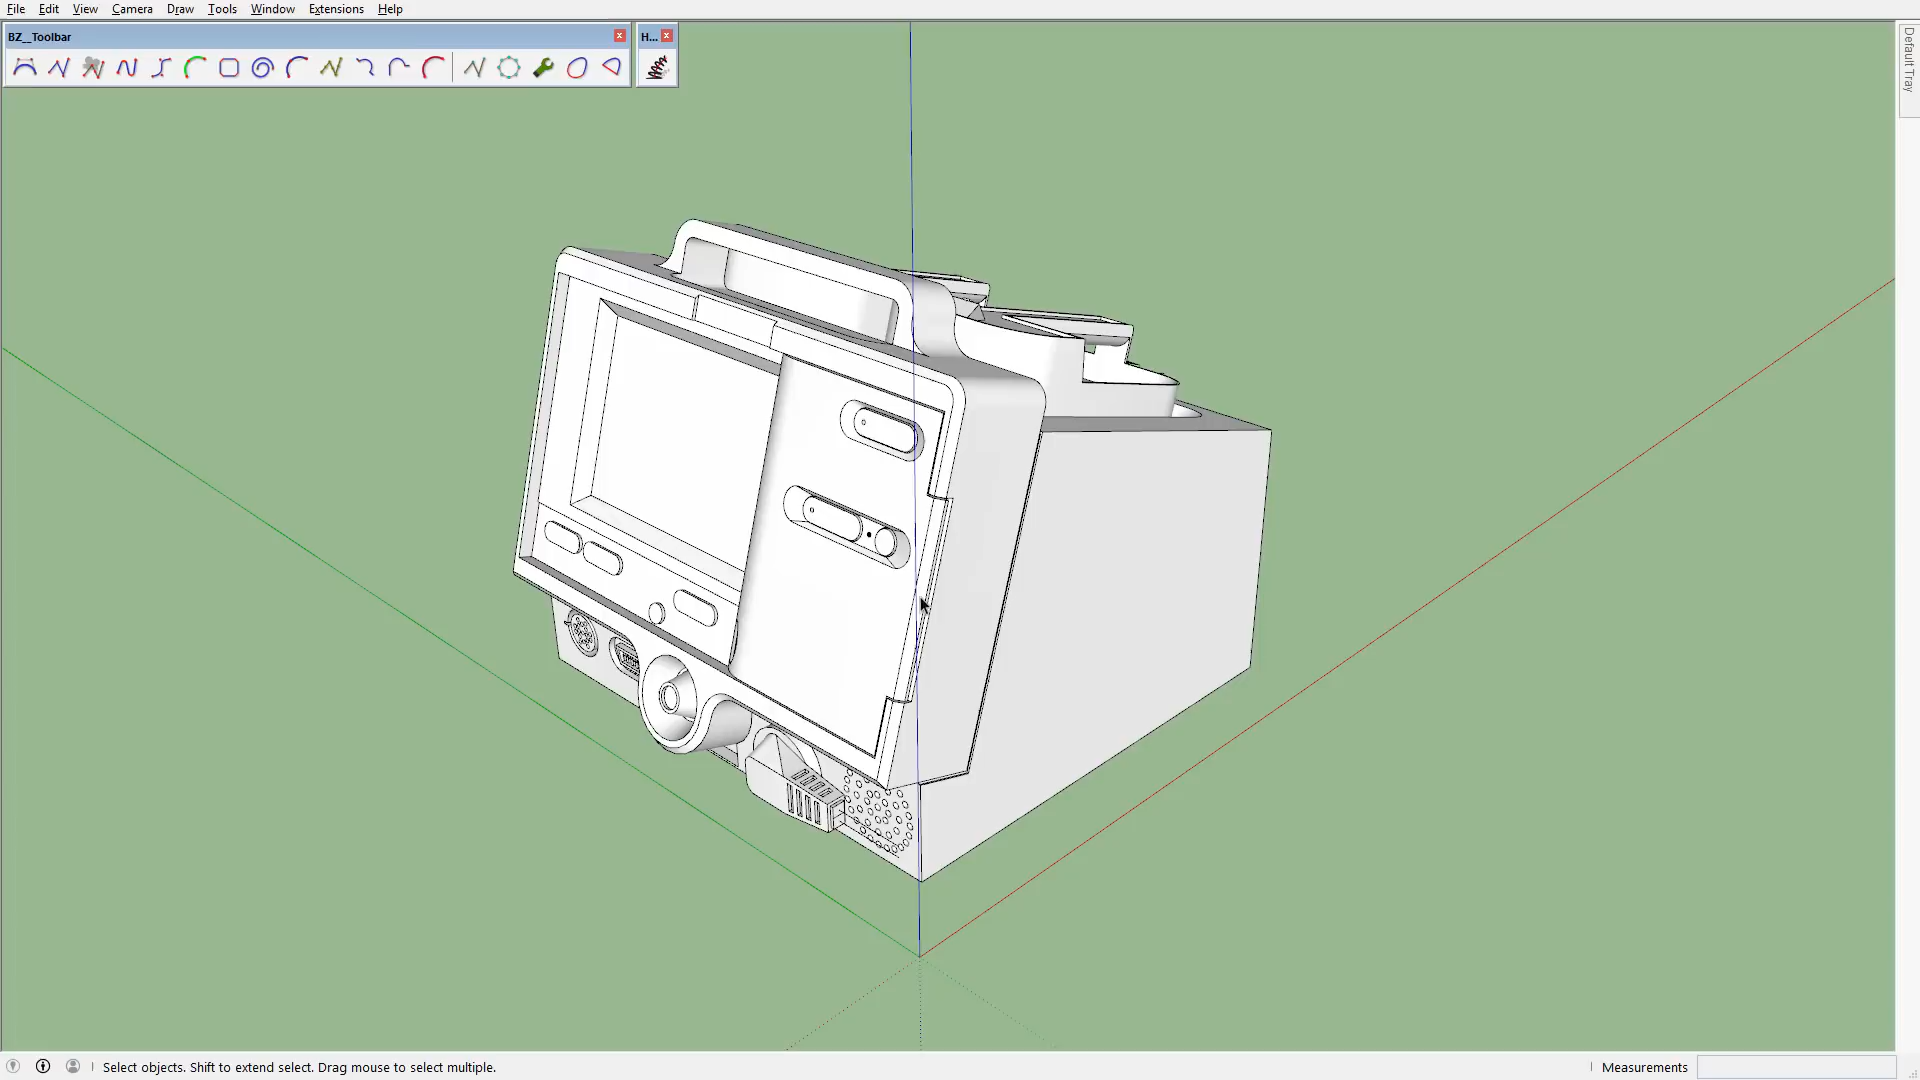 File Edit View Camera Draw Tools Window Extensions Help
BZ__Toolbar
H...
Default Tray
Select objects. Shift to extend select. Drag mouse to select multiple.
Measurements